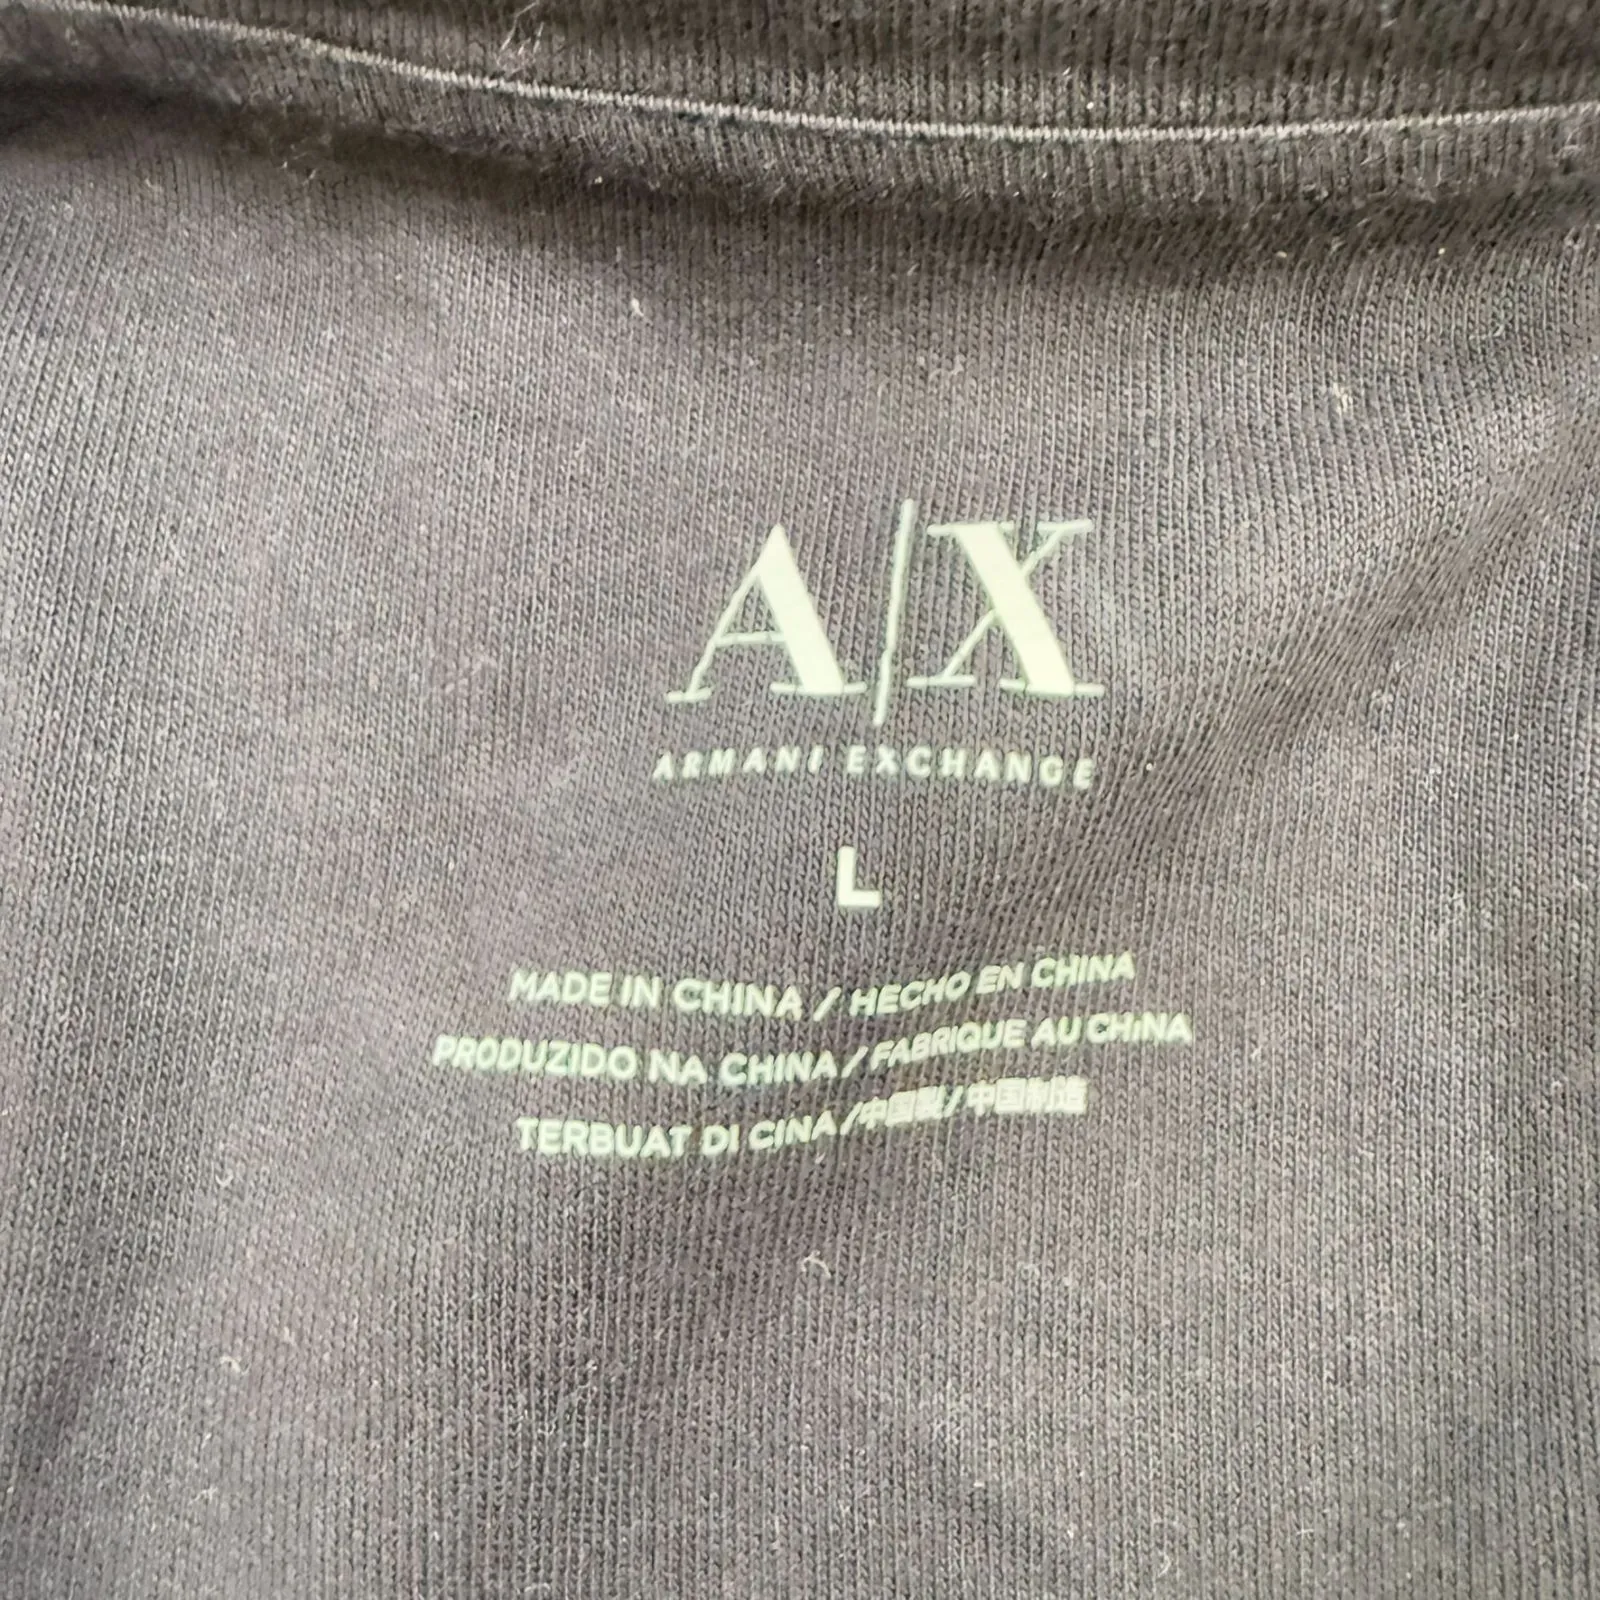 A|X
ARMANI EXCHANGE
L
MADE IN CHINA / HECHO EN CHINA
PRODUZIDO NA CHINA / FABRIQUE AU CHINA
TERBUAT DI CINA / 中国製 / 中国制造